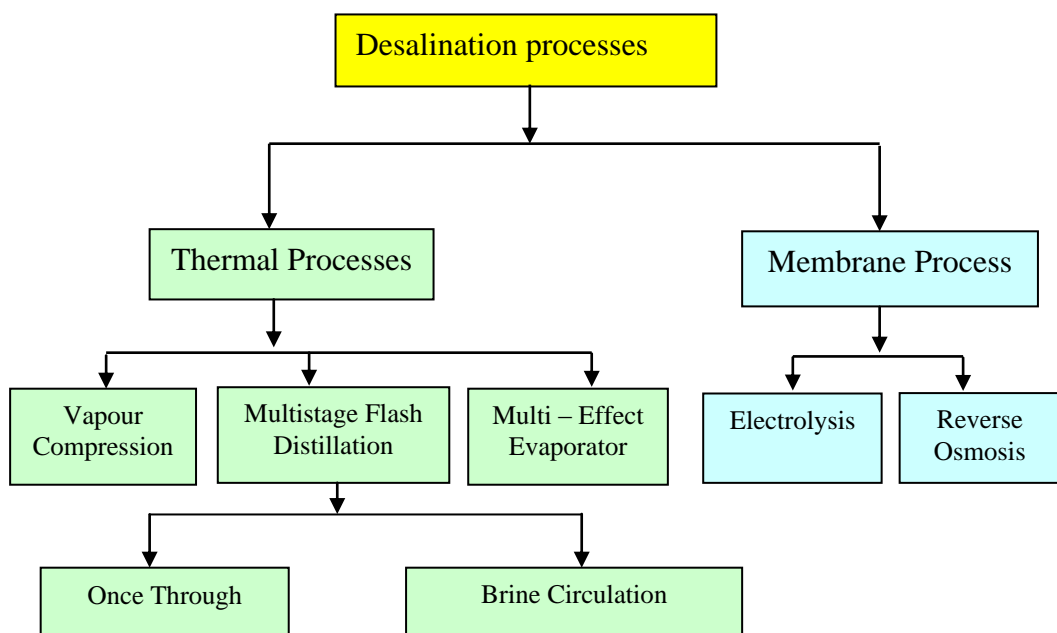 Desalination processes
Thermal Processes
Membrane Process
Vapour
Compression
Multistage Flash
Distillation
Multi – Effect
Evaporator
Electrolysis
Reverse
Osmosis
Once Through
Brine Circulation